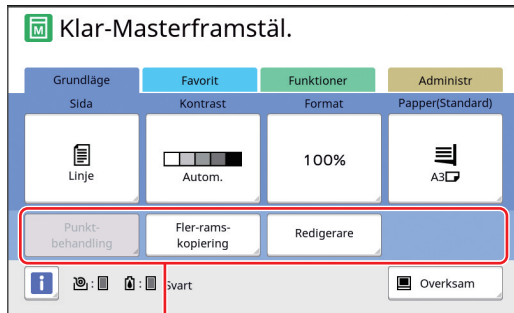 M Klar-Masterframstäl.
Grundläge Favorit Funktioner Administr
Sida Kontrast Format Papper(Standard)
Linje Autom. 100% A3
Punkt-
behandling
Fler-rams-
kopiering
Redigerare
i : : Svart Overksam